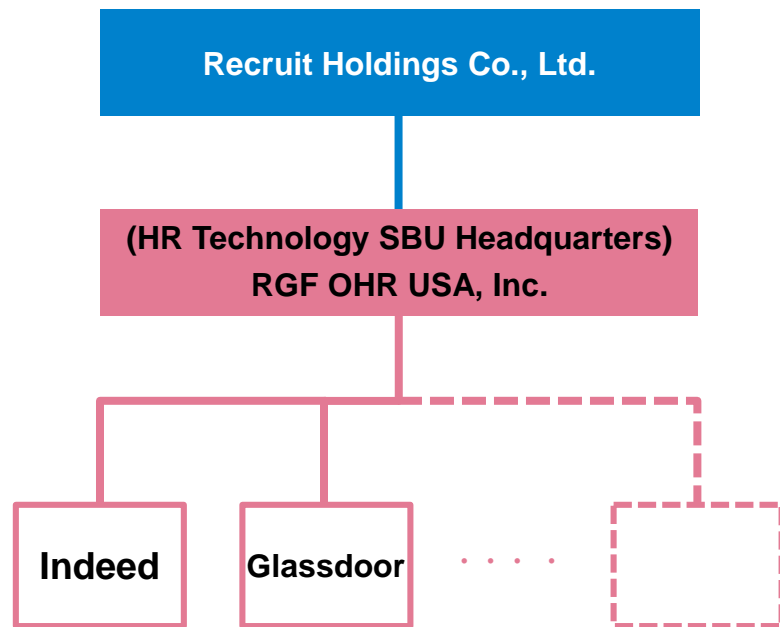 Recruit Holdings Co., Ltd.
(HR Technology SBU Headquarters)
RGF OHR USA, Inc.
Indeed
Glassdoor
· · · ·